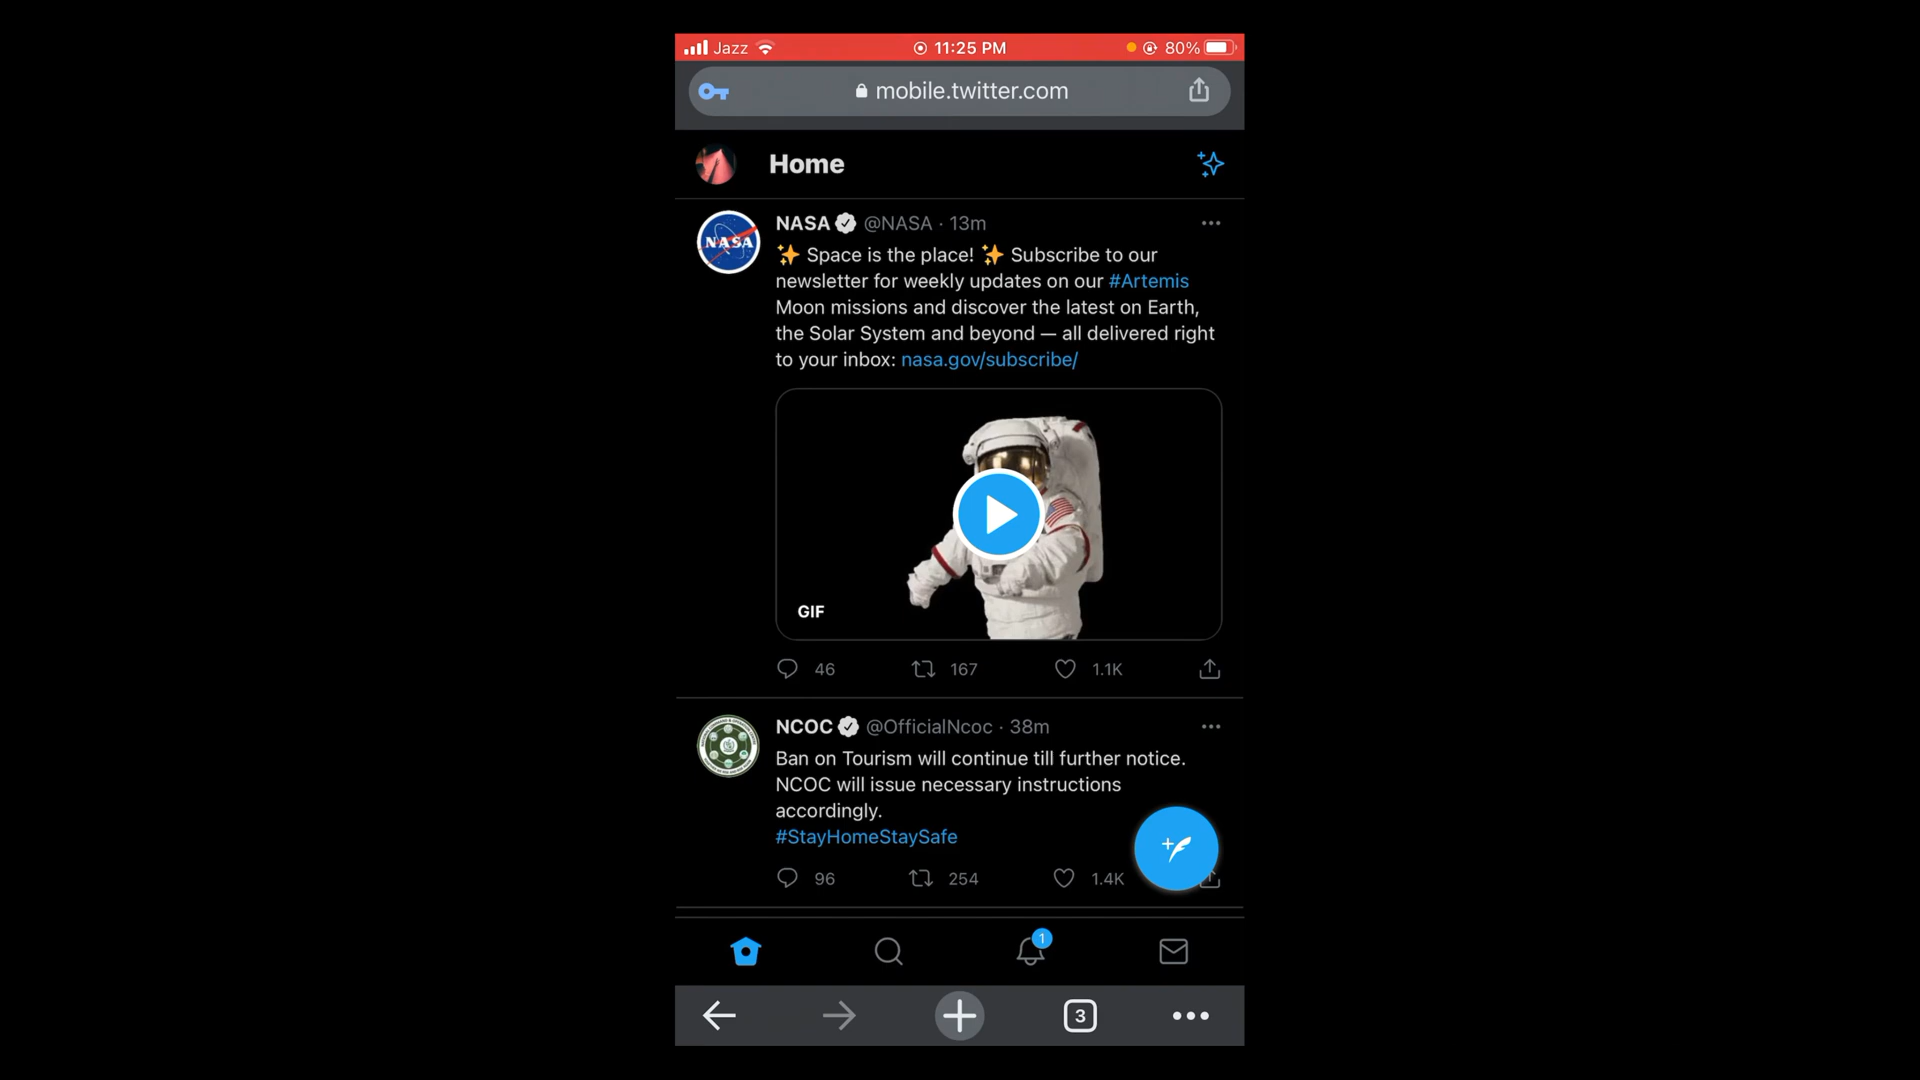 Jazz 11:25 PM 80%
mobile.twitter.com
Home
NASA @NASA · 13m
✨ Space is the place! ✨ Subscribe to our
newsletter for weekly updates on our #Artemis
Moon missions and discover the latest on Earth,
the Solar System and beyond — all delivered right
to your inbox: nasa.gov/subscribe/
NASA
GIF
46 167 1.1K
NCOC @OfficialNcoc · 38m
Ban on Tourism will continue till further notice.
NCOC will issue necessary instructions
accordingly.
#StayHomeStaySafe
96 254 1.4K
1
3